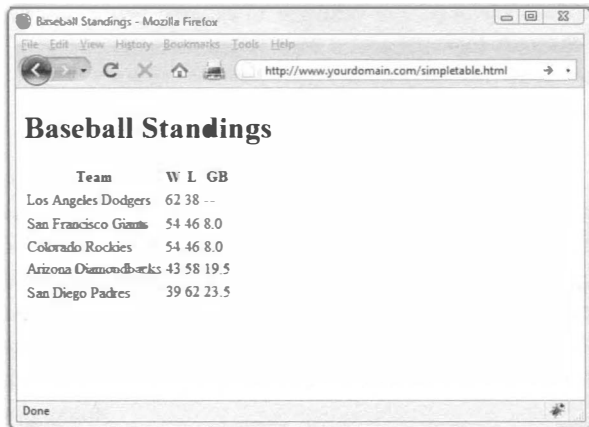 Baseball Standings - Mozilla Firefox
File Edit View History Bookmarks Tools Help
http://www.yourdomain.com/simpletable.html
Baseball Standings
Team W L GB
Los Angeles Dodgers 62 38 --
San Francisco Giants 54 46 8.0
Colorado Rockies 54 46 8.0
Arizona Diamondbacks 43 58 19.5
San Diego Padres 39 62 23.5
Done